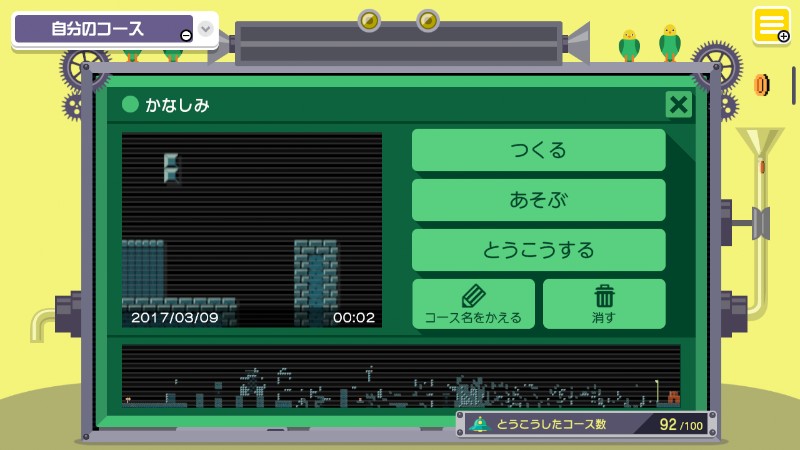 自分のコース
かなしみ
つくる
あそぶ
とうこうする
コース名をかえる
消す
2017/03/09
00:02
とうこうしたコース数 92/100